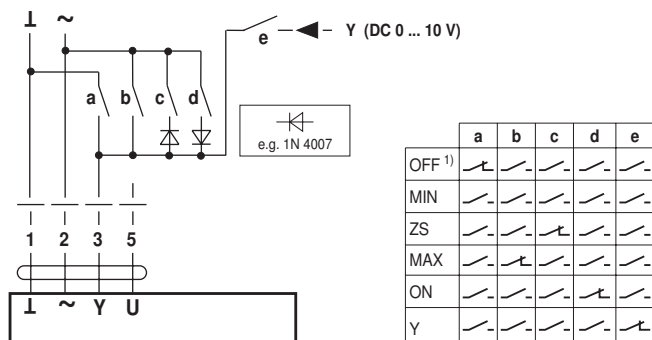 ⊥ ~
e Y (DC 0 ... 10 V)
a b c d
e.g. 1N 4007
a b c d e
OFF 1)
MIN
ZS
MAX
ON
Y
1 2 3 5
⊥ ~ Y U